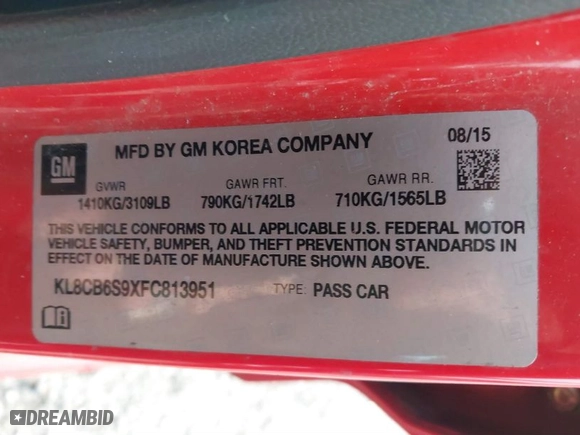 GM
MFD BY GM KOREA COMPANY
08/15
GVWR
GAWR FRT.
GAWR RR.
1410KG/3109LB
790KG/1742LB
710KG/1565LB
THIS VEHICLE CONFORMS TO ALL APPLICABLE U.S. FEDERAL MOTOR
VEHICLE SAFETY, BUMPER, AND THEFT PREVENTION STANDARDS IN
EFFECT ON THE DATE OF MANUFACTURE SHOWN ABOVE.
KL8CB6S9XFC813951
TYPE: PASS CAR
DREAMBID